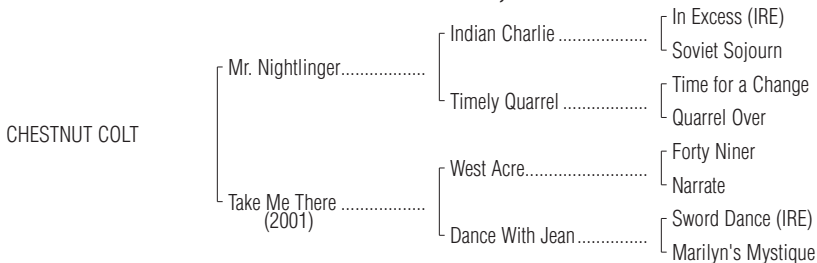 In Excess (IRE)
Indian Charlie ..................
Soviet Sojourn
Mr. Nightlinger.................
Time for a Change
Timely Quarrel .................
Quarrel Over
CHESTNUT COLT
Forty Niner
West Acre.........................
Narrate
Take Me There .................
(2001)
Sword Dance (IRE)
Dance With Jean..............
Marilyn's Mystique